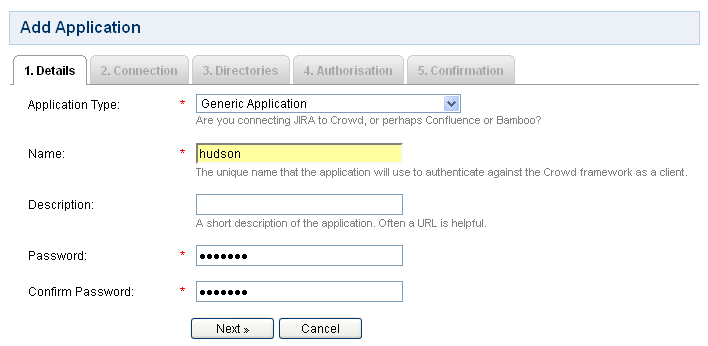 Add Application
1. Details 2. Connection 3. Directories 4. Authorisation 5. Confirmation
Application Type: * Generic Application
Are you connecting JIRA to Crowd, or perhaps Confluence or Bamboo?
Name: * hudson
The unique name that the application will use to authenticate against the Crowd framework as a client.
Description:
A short description of the application. Often a URL is helpful.
Password: * •••••••
Confirm Password: * •••••••
Next » Cancel